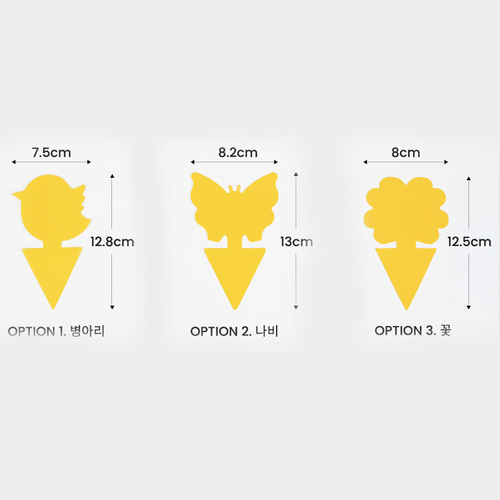 7.5cm
8.2cm
8cm
12.8cm
13cm
12.5cm
OPTION 1. 병아리
OPTION 2. 나비
OPTION 3. 꽃